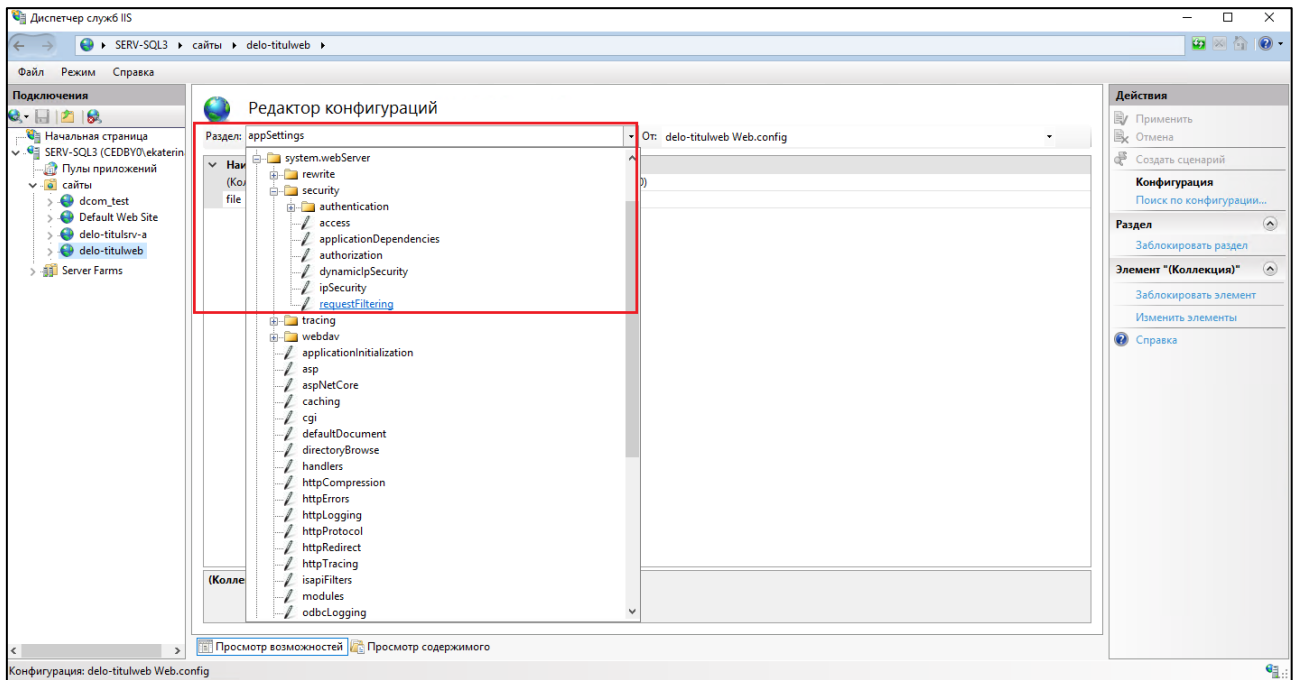 Диспетчер служб IIS
SERV-SQL3 сайты delo-titulweb
Файл Режим Справка
Подключения
Начальная страница
SERV-SQL3 (CEDBY0\ekaterin
Пулы приложений
сайты
dcom_test
Default Web Site
delo-titulsrv-a
delo-titulweb
Server Farms
Редактор конфигураций
Раздел: appSettings От: delo-titulweb Web.config
Наи
(Кол 0)
file
system.webServer
rewrite
security
authentication
access
applicationDependencies
authorization
dynamicIpSecurity
ipSecurity
requestFiltering
tracing
webdav
applicationInitialization
asp
aspNetCore
caching
cgi
defaultDocument
directoryBrowse
handlers
httpCompression
httpErrors
httpLogging
httpProtocol
httpRedirect
httpTracing
isapiFilters
modules
odbcLogging
(Колле
Просмотр возможностей Просмотр содержимого
Действия
Применить
Отмена
Создать сценарий
Конфигурация
Поиск по конфигурации...
Раздел
Заблокировать раздел
Элемент "(Коллекция)"
Заблокировать элемент
Изменить элементы
Справка
Конфигурация: delo-titulweb Web.config